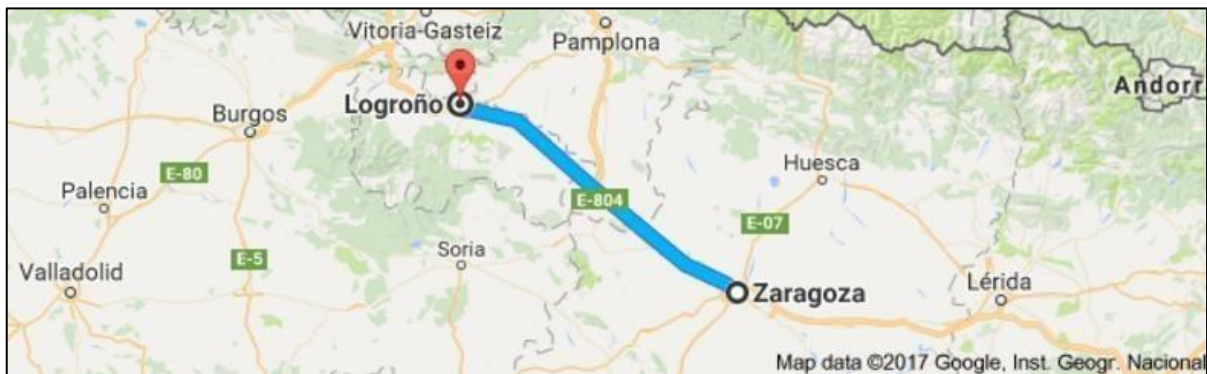 Vitoria-Gasteiz
Pamplona
Andorr
Logroño
Burgos
Huesca
E-80
Palencia
E-804
E-07
Soria
E-5
Valladolid
Lérida
Zaragoza
Map data ©2017 Google, Inst. Geogr. Nacional